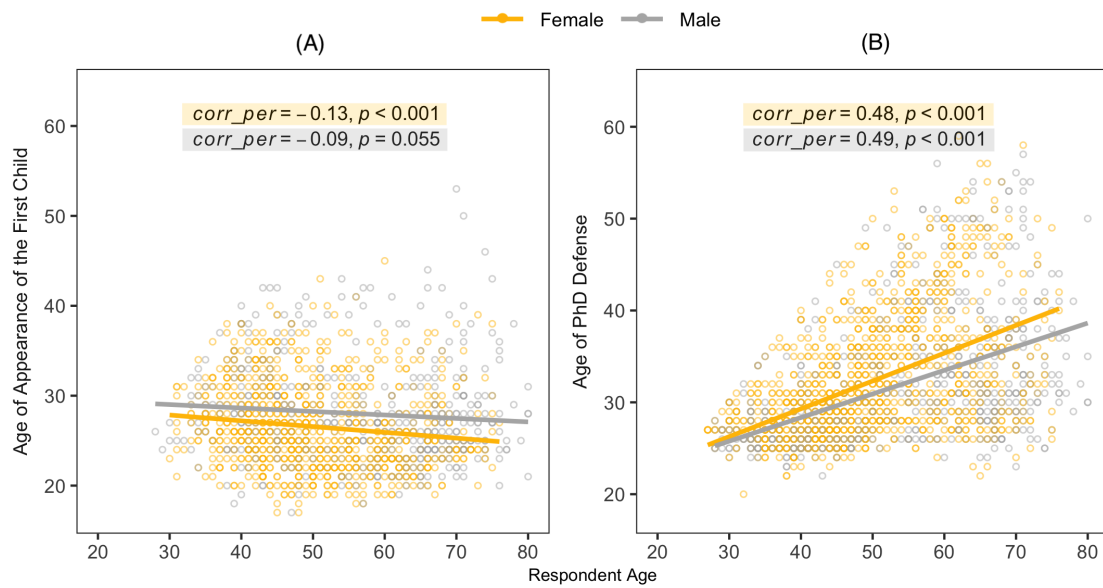 Female Male
(A) (B)
corr_per = − 0.13, p < 0.001
corr_per = − 0.09, p = 0.055
corr_per = 0.48, p < 0.001
corr_per = 0.49, p < 0.001
Age of Appearance of the First Child
60
50
40
30
20
20 30 40 50 60 70 80
Age of PhD Defense
60
50
40
30
20
20 30 40 50 60 70 80
Respondent Age